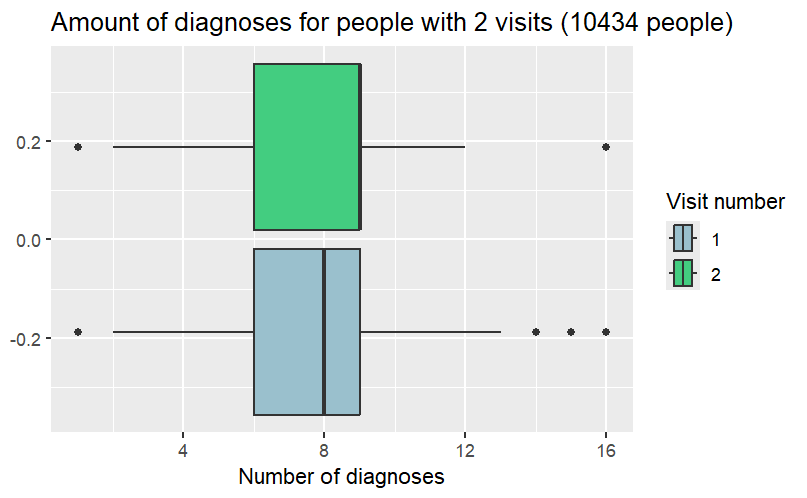 Amount of diagnoses for people with 2 visits (10434 people)
0.2
0.0
-0.2
4 8 12 16
Number of diagnoses
Visit number
1
2